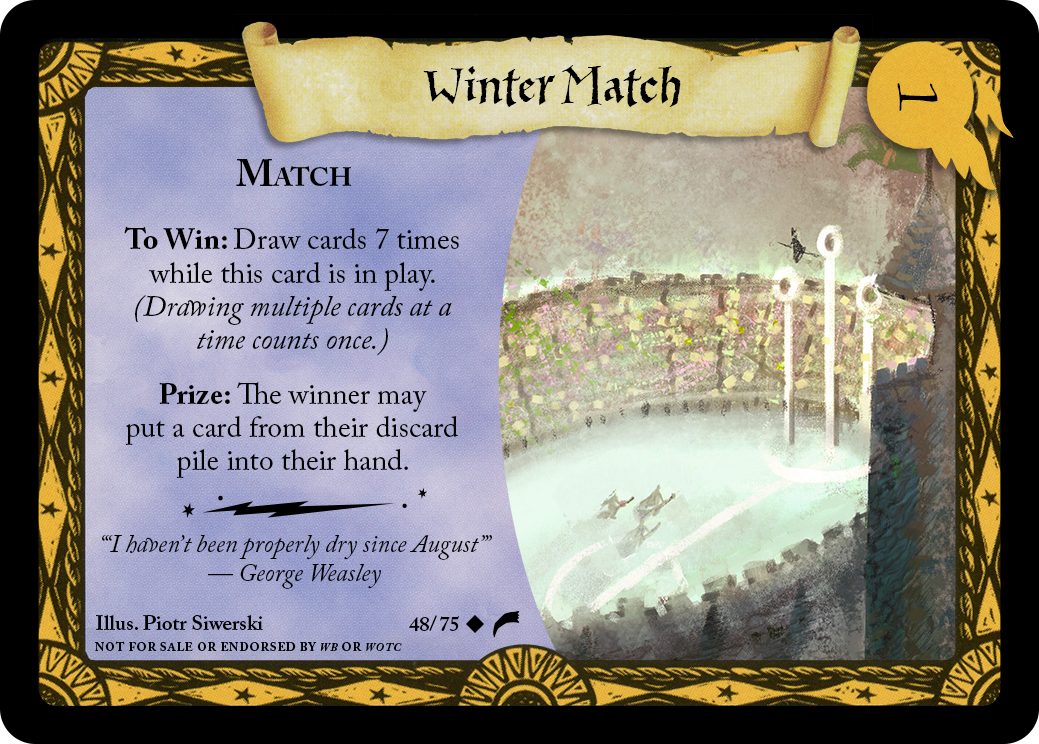 Winter Match
1
MATCH
To Win: Draw cards 7 times
while this card is in play.
(Drawing multiple cards at a
time counts once.)
Prize: The winner may
put a card from their discard
pile into their hand.
“‘I haven’t been properly dry since August’”
— George Weasley
Illus. Piotr Siwerski
48/75
NOT FOR SALE OR ENDORSED BY WB OR WOTC